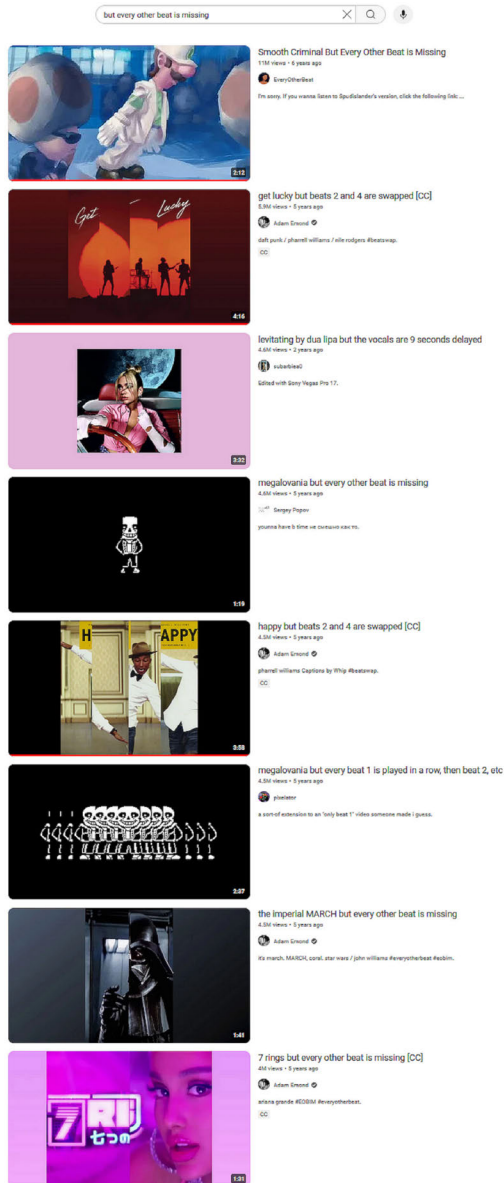 but every other beat is missing
Smooth Criminal But Every Other Beat Is Missing
11M views • 6 years ago
EveryOtherBeat
I'm sorry. If you wanna listen to Spudislander's version, click the following link: ...
2:12
Get Lucky
get lucky but beats 2 and 4 are swapped [CC]
5.9M views • 5 years ago
Adam Emond
daft punk / pharrell williams / nile rodgers #beatswap.
CC
4:16
levitating by dua lipa but the vocals are 9 seconds delayed
4.6M views • 2 years ago
Edited with Sony Vegas Pro 17.
3:32
megalovania but every other beat is missing
4.6M views • 5 years ago
Sergey Popov
younna have b time не смешно как то.
1:19
H APPY
happy but beats 2 and 4 are swapped [CC]
4.5M views • 5 years ago
Adam Emond
pharrell williams Captions by Whip #beatswap.
CC
3:53
megalovania but every beat 1 is played in a row, then beat 2, etc
4.5M views • 5 years ago
pixelator
a sort-of extension to an "only beat 1" video someone made i guess.
2:37
the imperial MARCH but every other beat is missing
4.5M views • 5 years ago
Adam Emond
it's march. MARCH, coral. star wars / john williams #everyotherbeat #eobim.
1:41
7 RI
七つの
7 rings but every other beat is missing [CC]
4M views • 5 years ago
Adam Emond
ariana grande #EOBIM #everyotherbeat.
CC
1:31